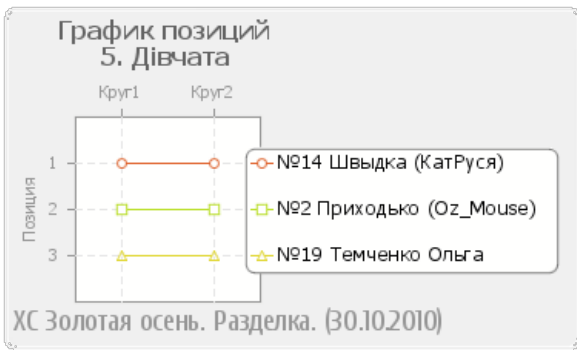 График позиций
5. Дівчата
Круг1 Круг2
Позиция
1
2
3
№14 Швыдка (КатРуся)
№2 Приходько (Oz_Mouse)
№19 Темченко Ольга
ХС Золотая осень. Разделка. (30.10.2010)